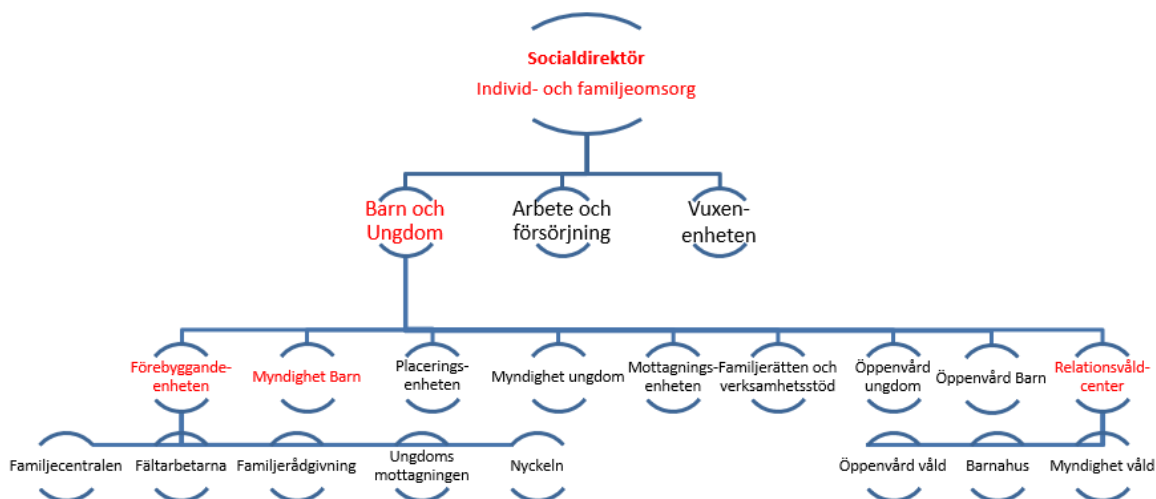 Socialdirektör
Individ- och familjeomsorg
Barn och
Ungdom
Arbete och
försörjning
Vuxen-
enheten
Förebyggande-
enheten
Myndighet Barn
Placerings-
enheten
Myndighet ungdom
Mottagnings-
enheten
Familjerätten och
verksamhetsstöd
Öppenvård
ungdom
Öppenvård Barn
Relationsvåld-
center
Familjecentralen
Fältarbetarna
Familjerådgivning
Ungdoms
mottagningen
Nyckeln
Öppenvård våld
Barnahus
Myndighet våld